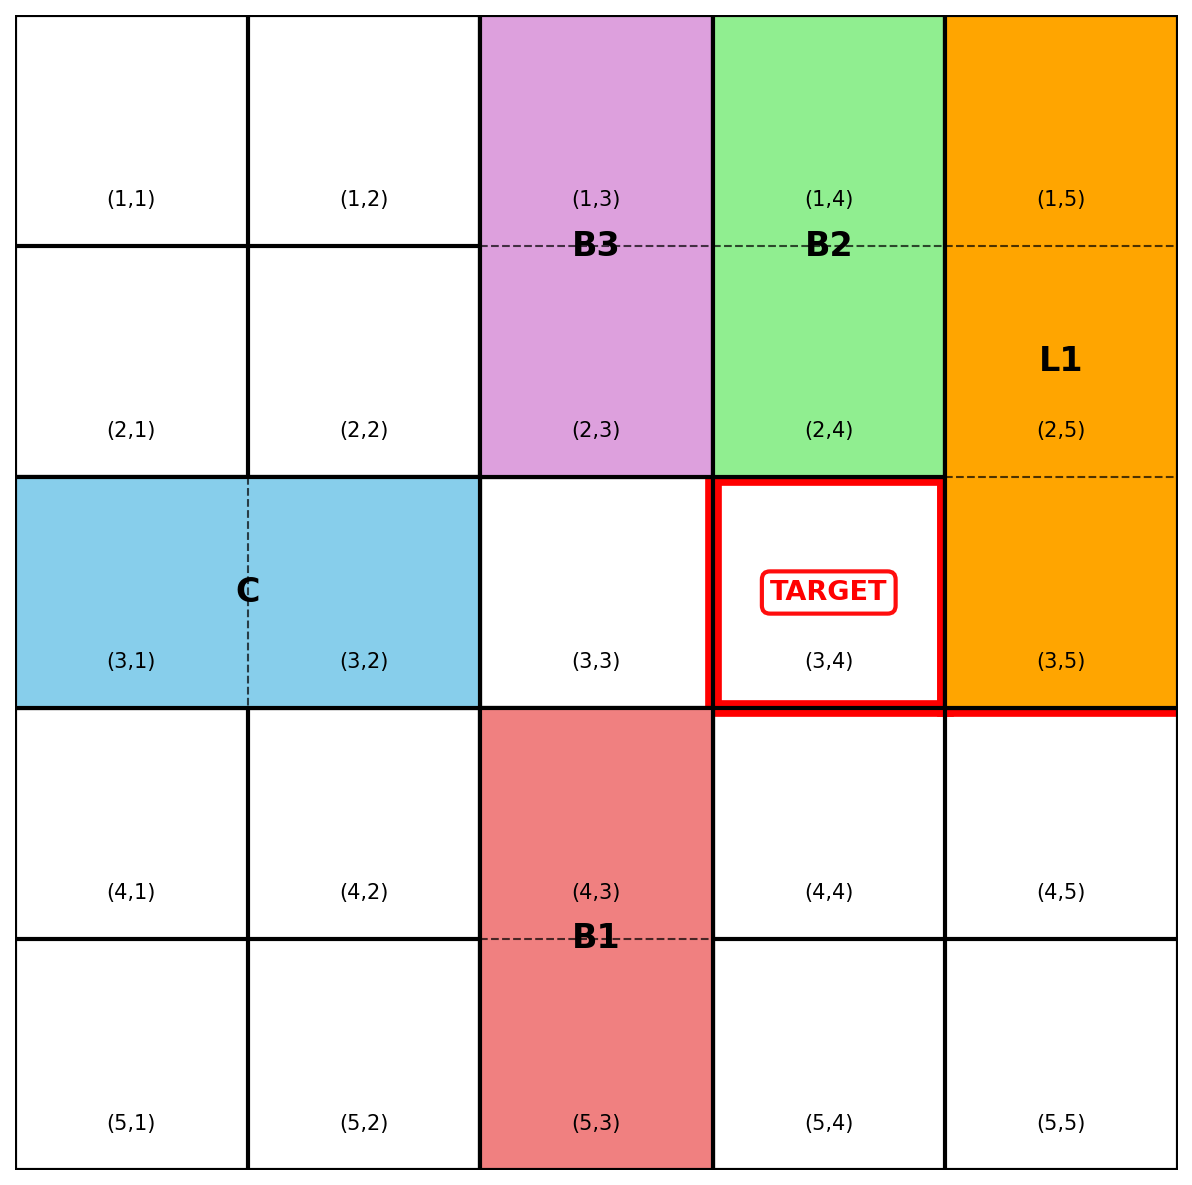 (1,1) (1,2) (1,3) (1,4) (1,5)
B3 B2
L1
(2,1) (2,2) (2,3) (2,4) (2,5)
C TARGET
(3,1) (3,2) (3,3) (3,4) (3,5)
(4,1) (4,2) (4,3) (4,4) (4,5)
B1
(5,1) (5,2) (5,3) (5,4) (5,5)